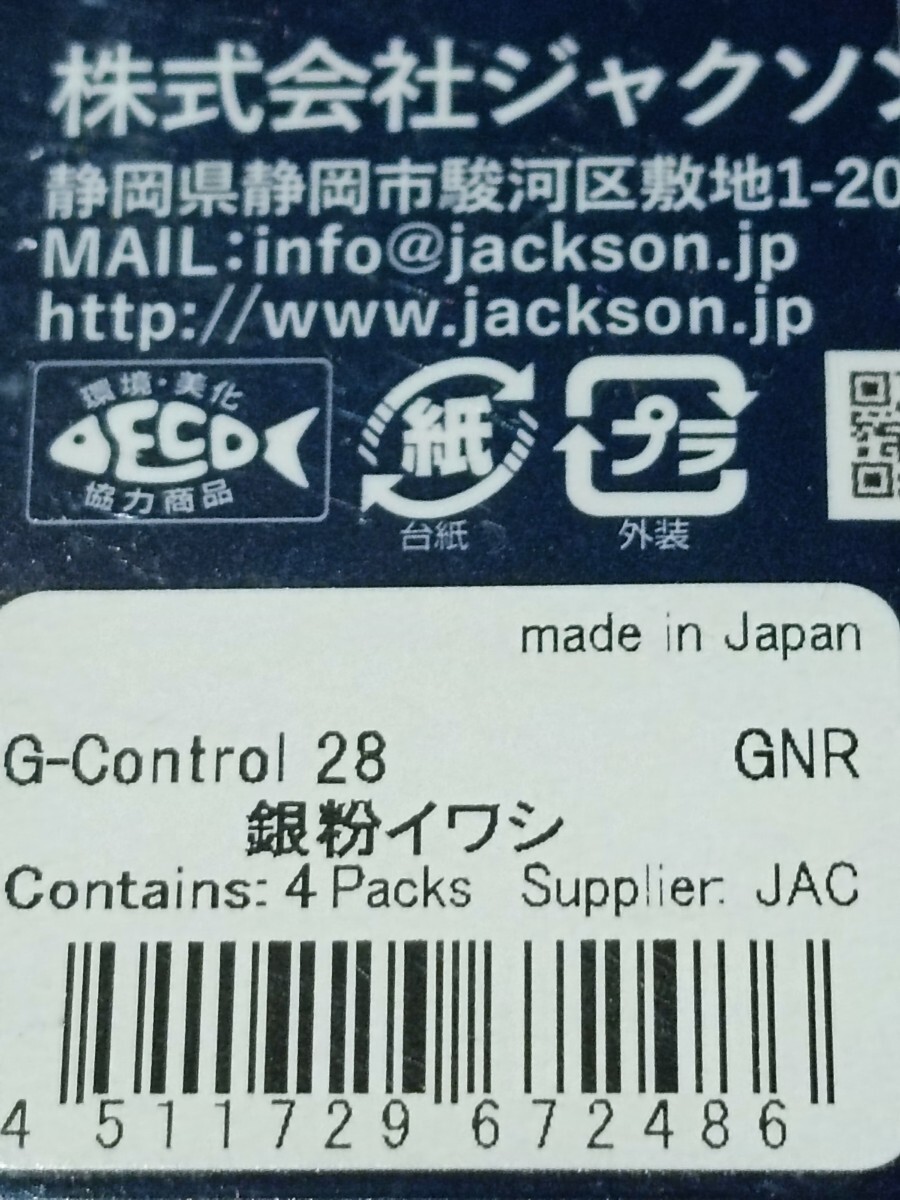 株式会社ジャクソン
静岡県静岡市駿河区敷地1-20
MAIL:info@jackson.jp
http://www.jackson.jp
環境・美化
ECO
協力商品
紙
台紙
プラ
外装
made in Japan
G-Control 28 GNR
銀粉イワシ
Contains: 4 Packs Supplier: JAC
4 511729 672486